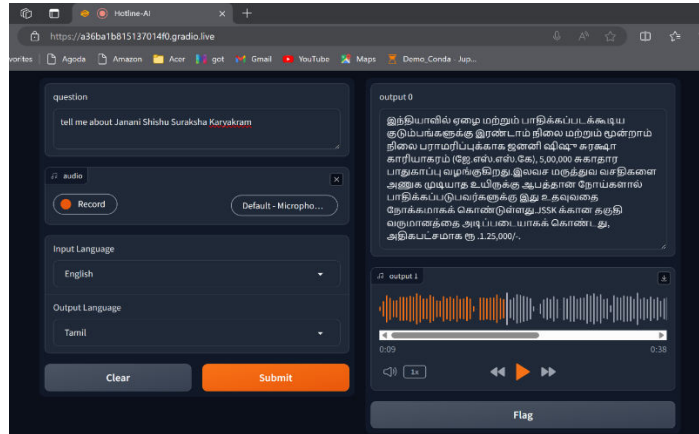 Hotline-AI
https://a36ba1b815137014f0.gradio.live
vorites
Agoda
Amazon
Acer
got
Gmail
YouTube
Maps
Demo_Conda - Jup...
question
tell me about Janani Shishu Suraksha Karyakram
audio
Record
Default - Micropho...
Input Language
English
Output Language
Tamil
Clear
Submit
output 0
இந்தியாவில் ஏழை மற்றும் பாதிக்கப்படக்கூடிய
குடும்பங்களுக்கு இரண்டாம் நிலை மற்றும் மூன்றாம்
நிலை பராமரிப்புக்காக ஜனனி ஷிஷு சுரக்ஷா
காரியாகரம் (ஜே.எஸ்.எஸ்.கே), 5,00,000 சுகாதார
பாதுகாப்பு வழங்குகிறது.இலவச மருத்துவ வசதிகளை
அணுக முடியாத உயிருக்கு ஆபத்தான நோய்களால்
பாதிக்கப்படுபவர்களுக்கு இது உதவுவதை
நோக்கமாகக் கொண்டுள்ளது.JSSK க்கான தகுதி
வருமானத்தை அடிப்படையாகக் கொண்டது,
அதிகபட்சமாக ரூ .1.25,000/-.
output 1
0:09
0:38
1x
Flag